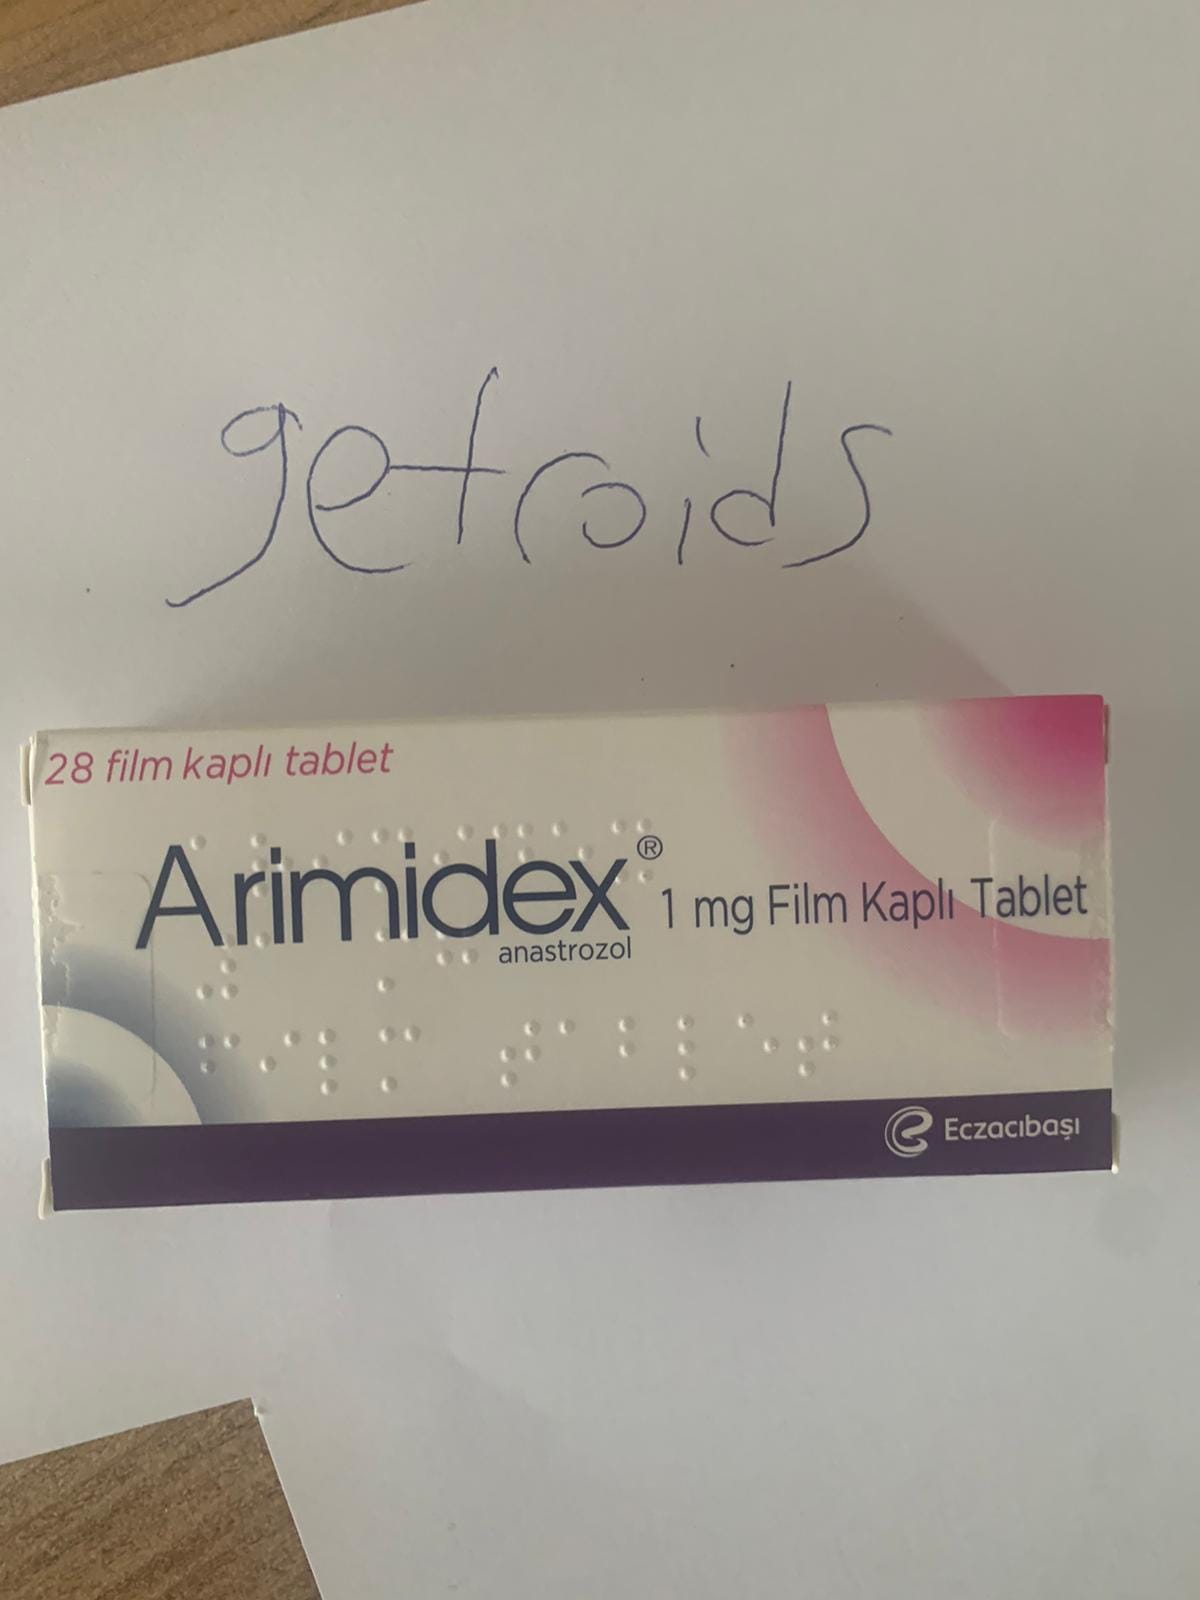 getroids
28 film kaplı tablet
Arimidex® 1 mg Film Kaplı Tablet
anastrozol
Eczacıbaşı